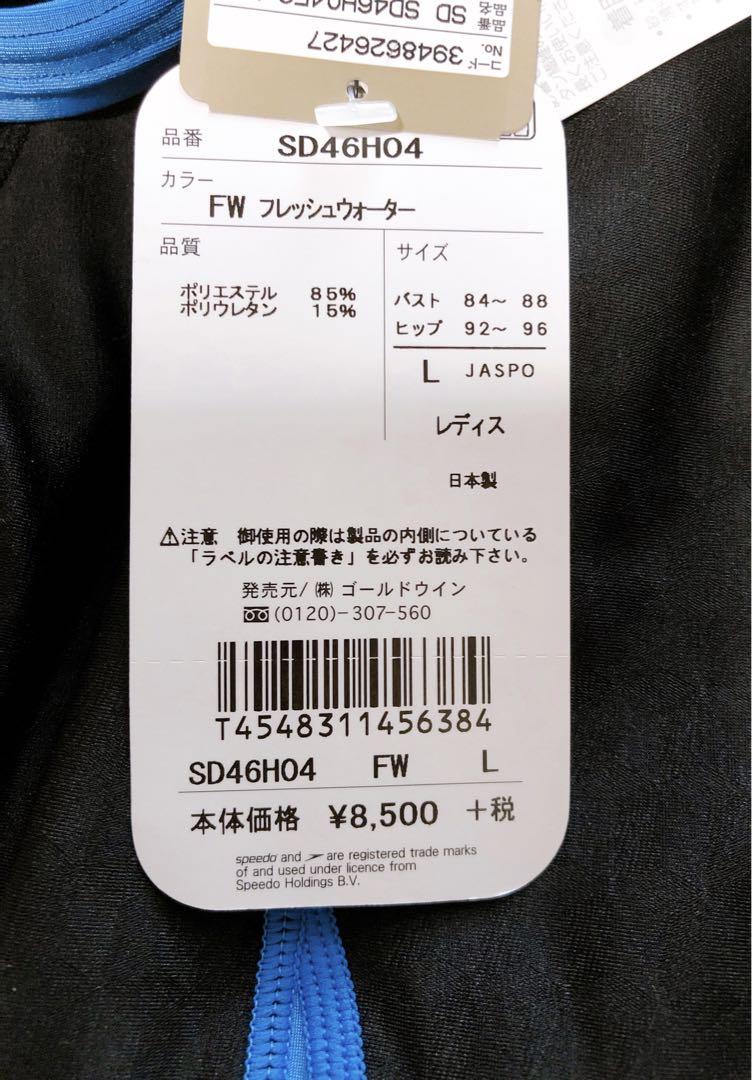 品名 SD SD46H04FS
品番
コード No. 39486264​27
品番 SD46H04
カラー
FW フレッシュウォーター
品質
ポリエステル 85%
ポリウレタン 15%
サイズ
バスト 84～ 88
ヒップ 92～ 96
L JASPO
レディス
日本製
⚠注意 御使用の際は製品の内側についている
「ラベルの注意書き」を必ずお読み下さい。
発売元/ ㈱ ゴールドウイン
(0120)-307-560
T4548311456384
SD46H04 FW L
本体価格 ¥8,500 +税
speedo and are registered trade marks
of and used under licence from
Speedo Holdings B.V.